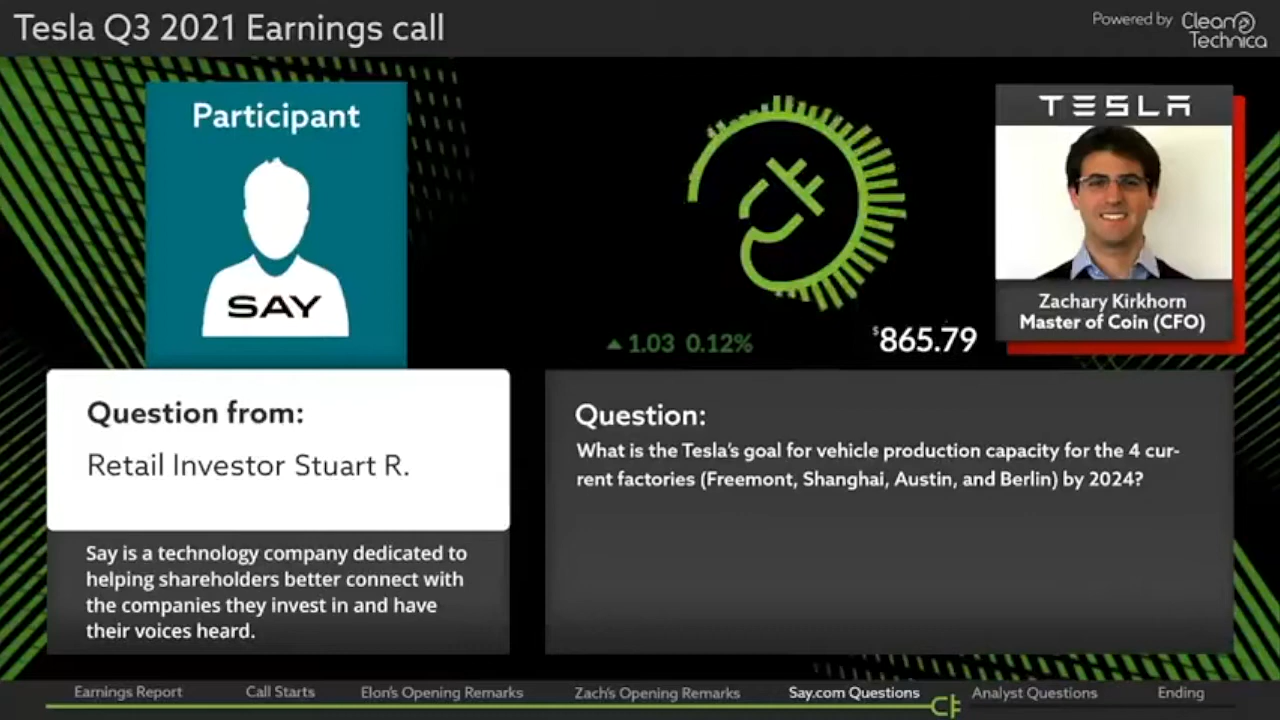 Tesla Q3 2021 Earnings call
Powered by
Clean
Technica
Participant
SAY
TESLA
Zachary Kirkhorn
Master of Coin (CFO)
▲ 1.03 0.12%
$865.79
Question from:
Retail Investor Stuart R.
Say is a technology company dedicated to
helping shareholders better connect with
the companies they invest in and have
their voices heard.
Question:
What is the Tesla's goal for vehicle production capacity for the 4 cur-
rent factories (Freemont, Shanghai, Austin, and Berlin) by 2024?
Earnings Report
Call Starts
Elon's Opening Remarks
Zach's Opening Remarks
Say.com Questions
Analyst Questions
Ending